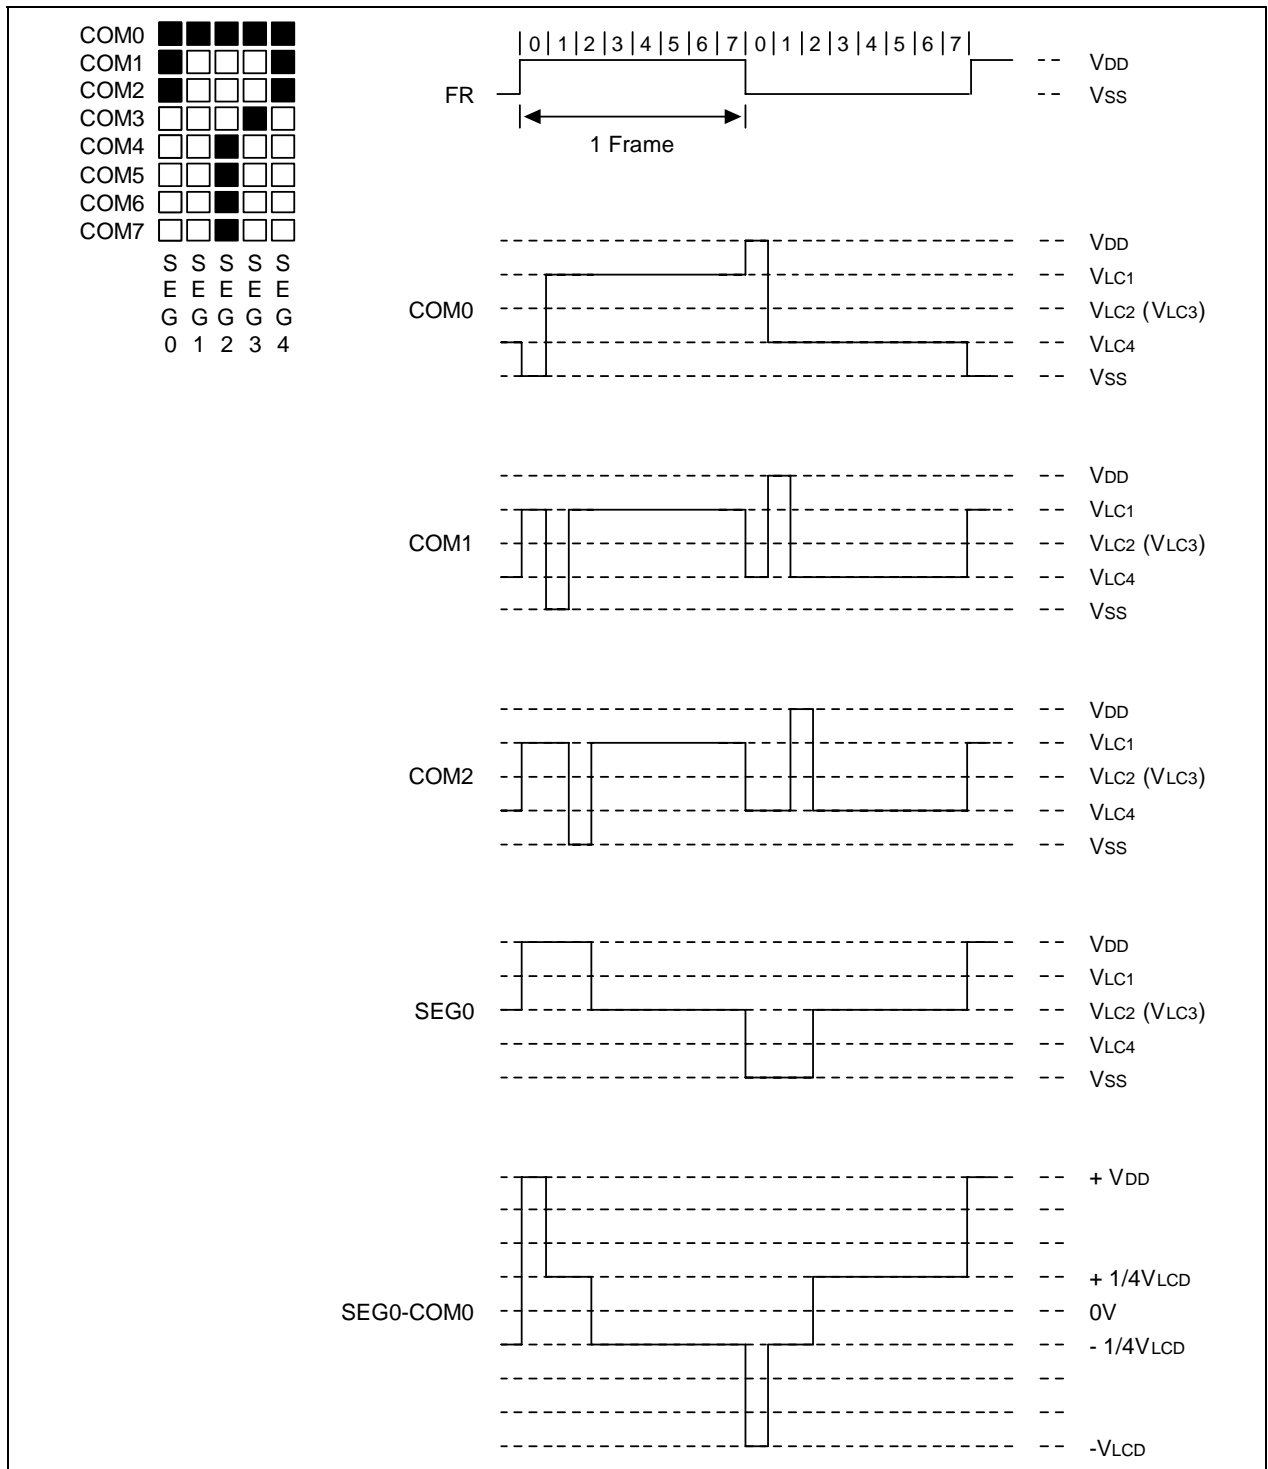 COM0
COM1
COM2
COM3
COM4
COM5
COM6
COM7
S S S S S
E E E E E
G G G G G
0 1 2 3 4
0 1 2 3 4 5 6 7 0 1 2 3 4 5 6 7
FR
VDD
VSS
1 Frame
COM0
VDD
VLC1
VLC2 (VLC3)
VLC4
VSS
COM1
VDD
VLC1
VLC2 (VLC3)
VLC4
VSS
COM2
VDD
VLC1
VLC2 (VLC3)
VLC4
VSS
SEG0
VDD
VLC1
VLC2 (VLC3)
VLC4
VSS
SEG0-COM0
+ VDD
+ 1/4VLCD
0V
- 1/4VLCD
-VLCD